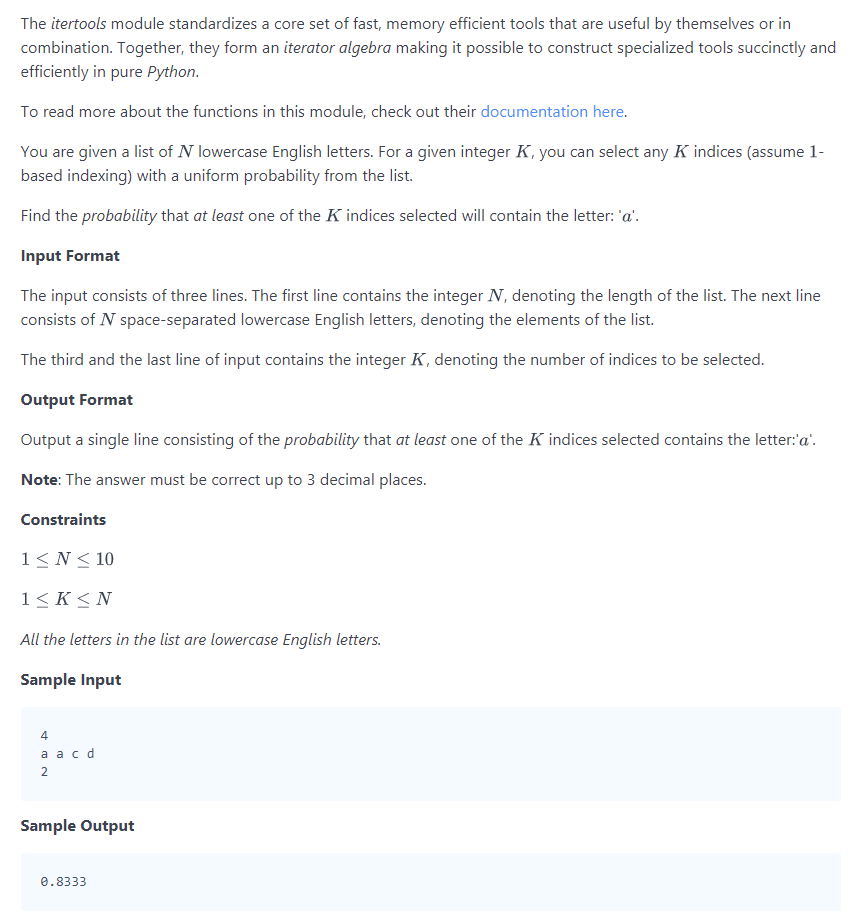 The itertools module standardizes a core set of fast, memory efficient tools that are useful by themselves or in
combination. Together, they form an iterator algebra making it possible to construct specialized tools succinctly and
efficiently in pure Python.
To read more about the functions in this module, check out their documentation here.
You are given a list of N lowercase English letters. For a given integer K, you can select any K indices (assume 1-
based indexing) with a uniform probability from the list.
Find the probability that at least one of the K indices selected will contain the letter: 'a'.
Input Format
The input consists of three lines. The first line contains the integer N, denoting the length of the list. The next line
consists of N space-separated lowercase English letters, denoting the elements of the list.
The third and the last line of input contains the integer K, denoting the number of indices to be selected.
Output Format
Output a single line consisting of the probability that at least one of the K indices selected contains the letter:'a'.
Note: The answer must be correct up to 3 decimal places.
Constraints
1 ≤ N ≤ 10
1 ≤ K ≤ N
All the letters in the list are lowercase English letters.
Sample Input
4
a a c d
2
Sample Output
0.8333